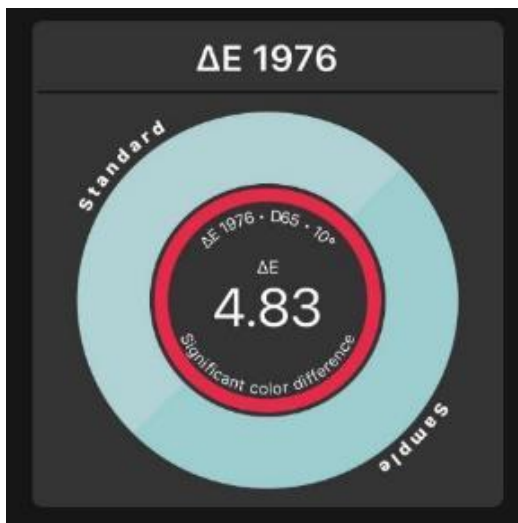 ΔE 1976
Standard
ΔE 1976 • D65 • 10°
ΔE
4.83
Significant color difference
Sample